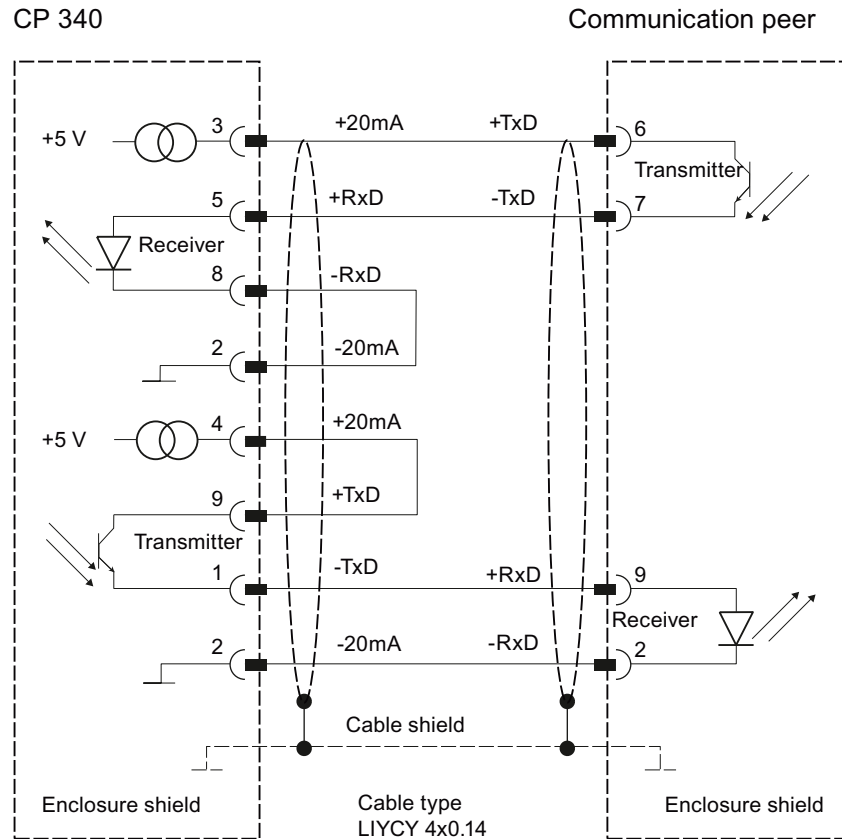 CP 340 Communication peer
+5 V 3 +20mA +TxD 6
Transmitter
5 +RxD -TxD 7
Receiver
8 -RxD
2 -20mA
+5 V 4 +20mA
9 +TxD
Transmitter
1 -TxD +RxD 9
Receiver
2 -20mA -RxD 2
Cable shield
Enclosure shield Cable type Enclosure shield
LIYCY 4x0.14